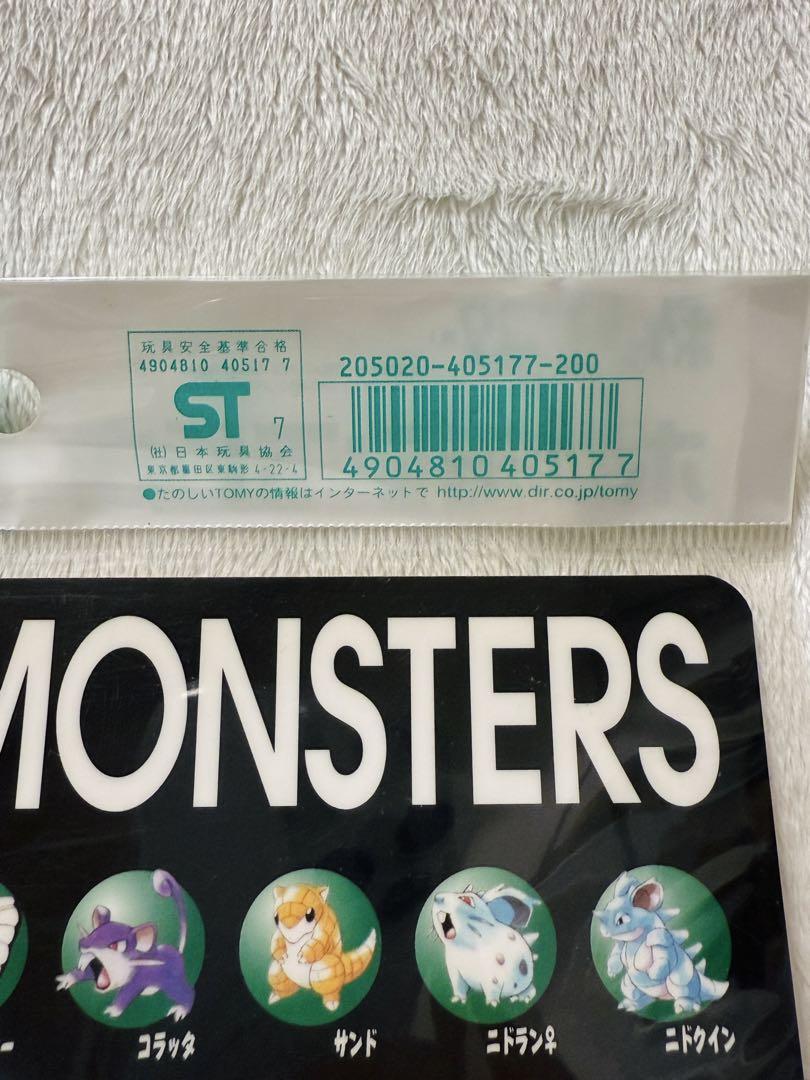 玩具安全基準合格
4904810 40517 7
ST 7
(社)日本玩具協会
東京都墨田区東駒形 4-22-4
205020-405177-200
4904810 405177
●たのしいTOMYの情報はインターネットで http://www.dir.co.jp/tomy
MONSTERS
ー コラッタ サンド ニドラン♀ ニドクイン